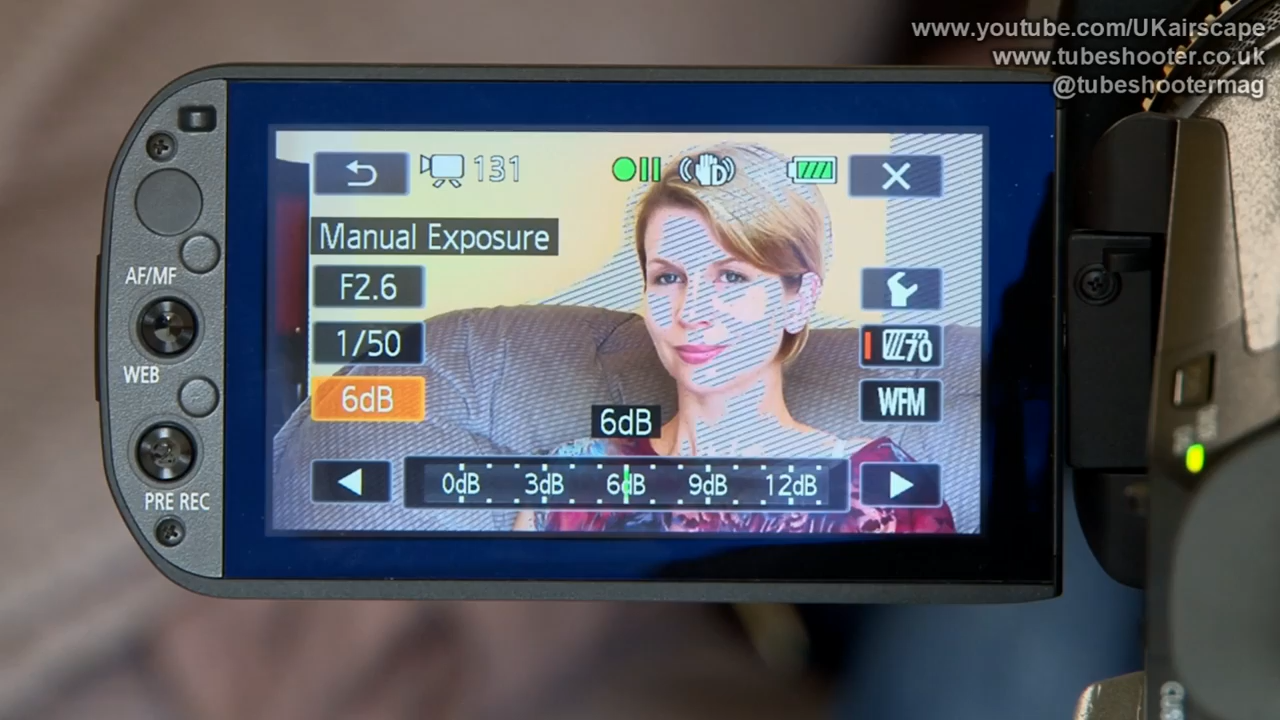 www.youtube.com/UKairscape
www.tubeshooter.co.uk
@tubeshootermag
131
Manual Exposure
F2.6
1/50
6dB
70
WFM
6dB
0dB 3dB 6dB 9dB 12dB
AF/MF
WEB
PRE REC